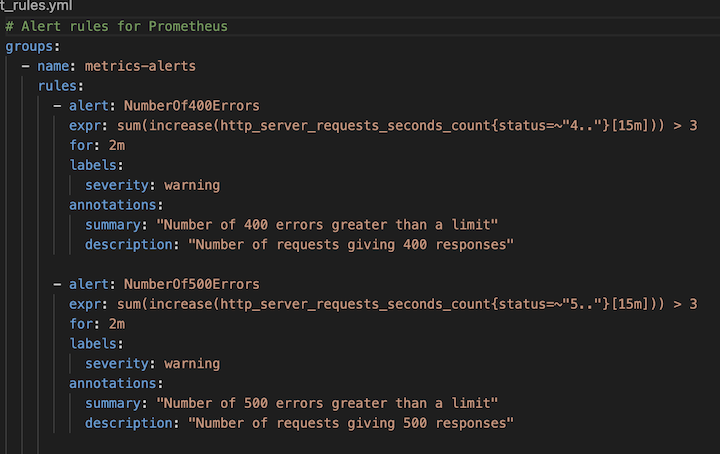 t_rules.yml
# Alert rules for Prometheus
groups:
  - name: metrics-alerts
    rules:
      - alert: NumberOf400Errors
        expr: sum(increase(http_server_requests_seconds_count{status=~"4.."}[15m])) > 3
        for: 2m
        labels:
          severity: warning
        annotations:
          summary: "Number of 400 errors greater than a limit"
          description: "Number of requests giving 400 responses"
      - alert: NumberOf500Errors
        expr: sum(increase(http_server_requests_seconds_count{status=~"5.."}[15m])) > 3
        for: 2m
        labels:
          severity: warning
        annotations:
          summary: "Number of 500 errors greater than a limit"
          description: "Number of requests giving 500 responses"